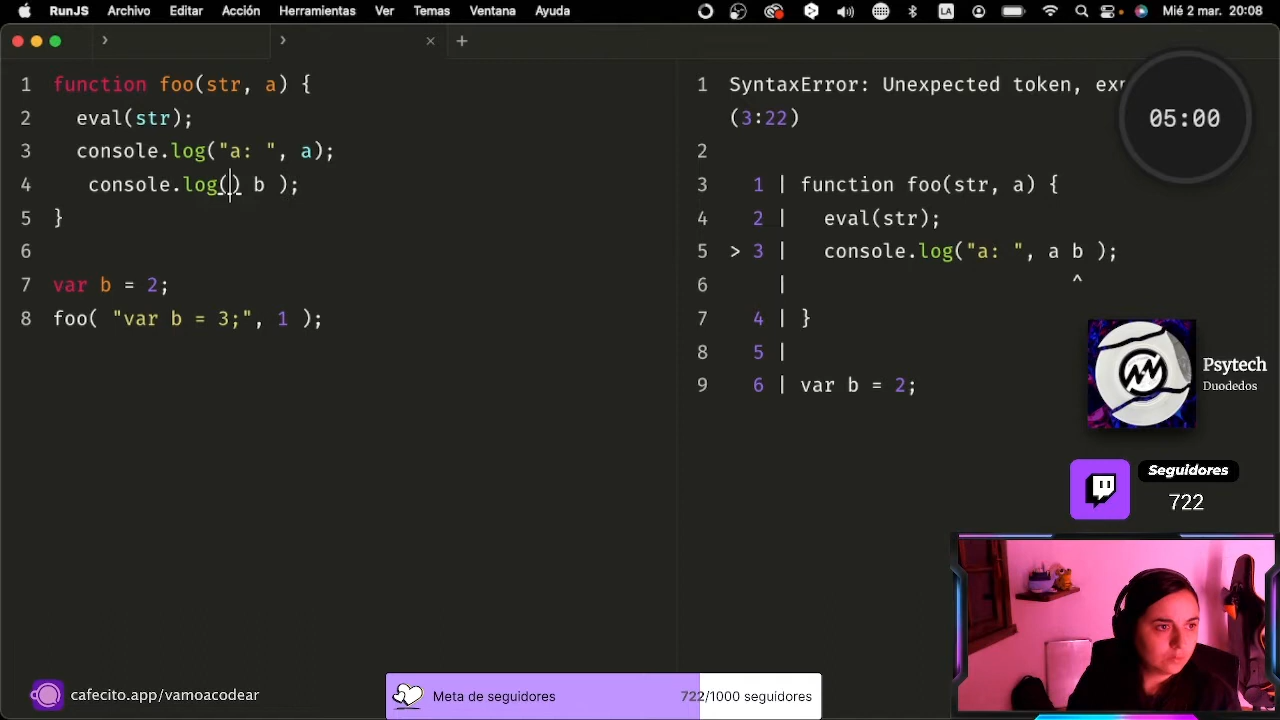 RunJS Archivo Editar Acción Herramientas Ver Temas Ventana Ayuda
LA
Mié 2 mar. 20:08
1 function foo(str, a) {
2 eval(str);
3 console.log("a: ", a);
4 console.log() b );
5 }
6
7 var b = 2;
8 foo( "var b = 3;", 1 );
1 SyntaxError: Unexpected token,
(3:22)
2
3 1 | function foo(str, a) {
4 2 | eval(str);
5 > 3 | console.log("a: ", a b );
6 | ^
7 4 | }
8 5 |
9 6 | var b = 2;
05:00
Psytech
Duodedos
Seguidores
722
cafecito.app/vamoacodear
Meta de seguidores
722/1000 seguidores